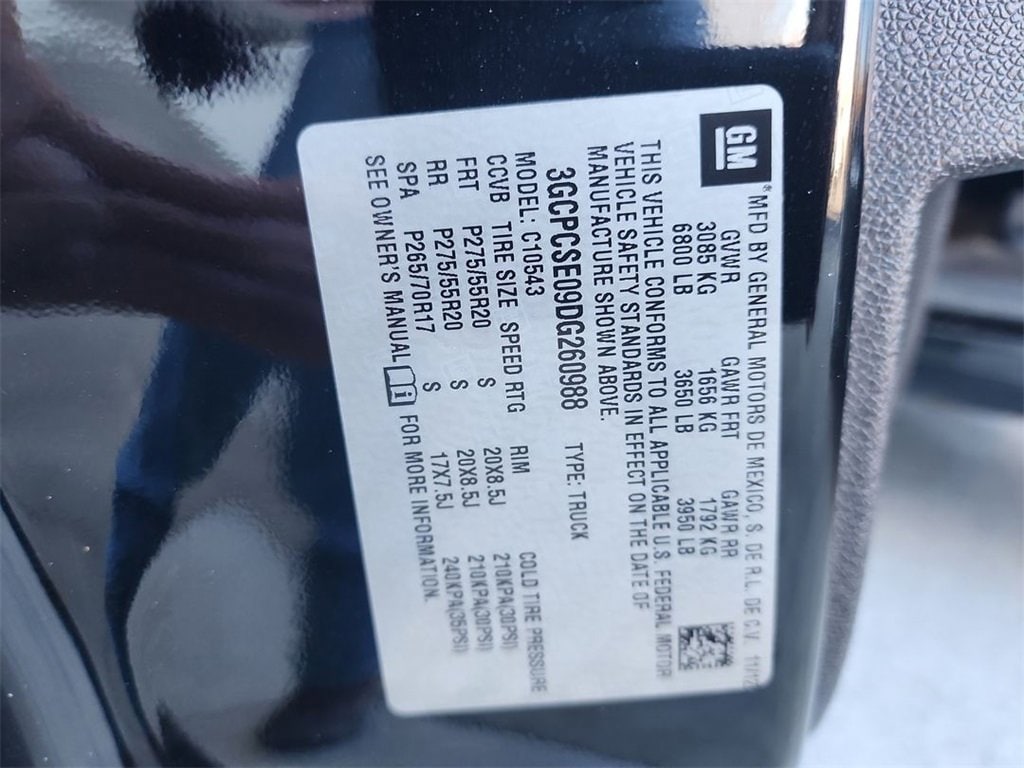 GM
® MFD BY GENERAL MOTORS DE MEXICO, S. DE R.L. DE C.V. 11/12
GVWR GAWR FRT GAWR RR
3085 KG 1656 KG 1792 KG
6800 LB 3650 LB 3950 LB
THIS VEHICLE CONFORMS TO ALL APPLICABLE U.S. FEDERAL MOTOR
VEHICLE SAFETY STANDARDS IN EFFECT ON THE DATE OF
MANUFACTURE SHOWN ABOVE.
3GCPCSE09DG260988 TYPE: TRUCK
MODEL: C10543
CCVB TIRE SIZE SPEED RTG RIM COLD TIRE PRESSURE
FRT P275/55R20 S 20X8.5J 210KPA(30PSI)
RR P275/55R20 S 20X8.5J 210KPA(30PSI)
SPA P265/70R17 S 17X7.5J 240KPA(35PSI)
SEE OWNER'S MANUAL i FOR MORE INFORMATION.